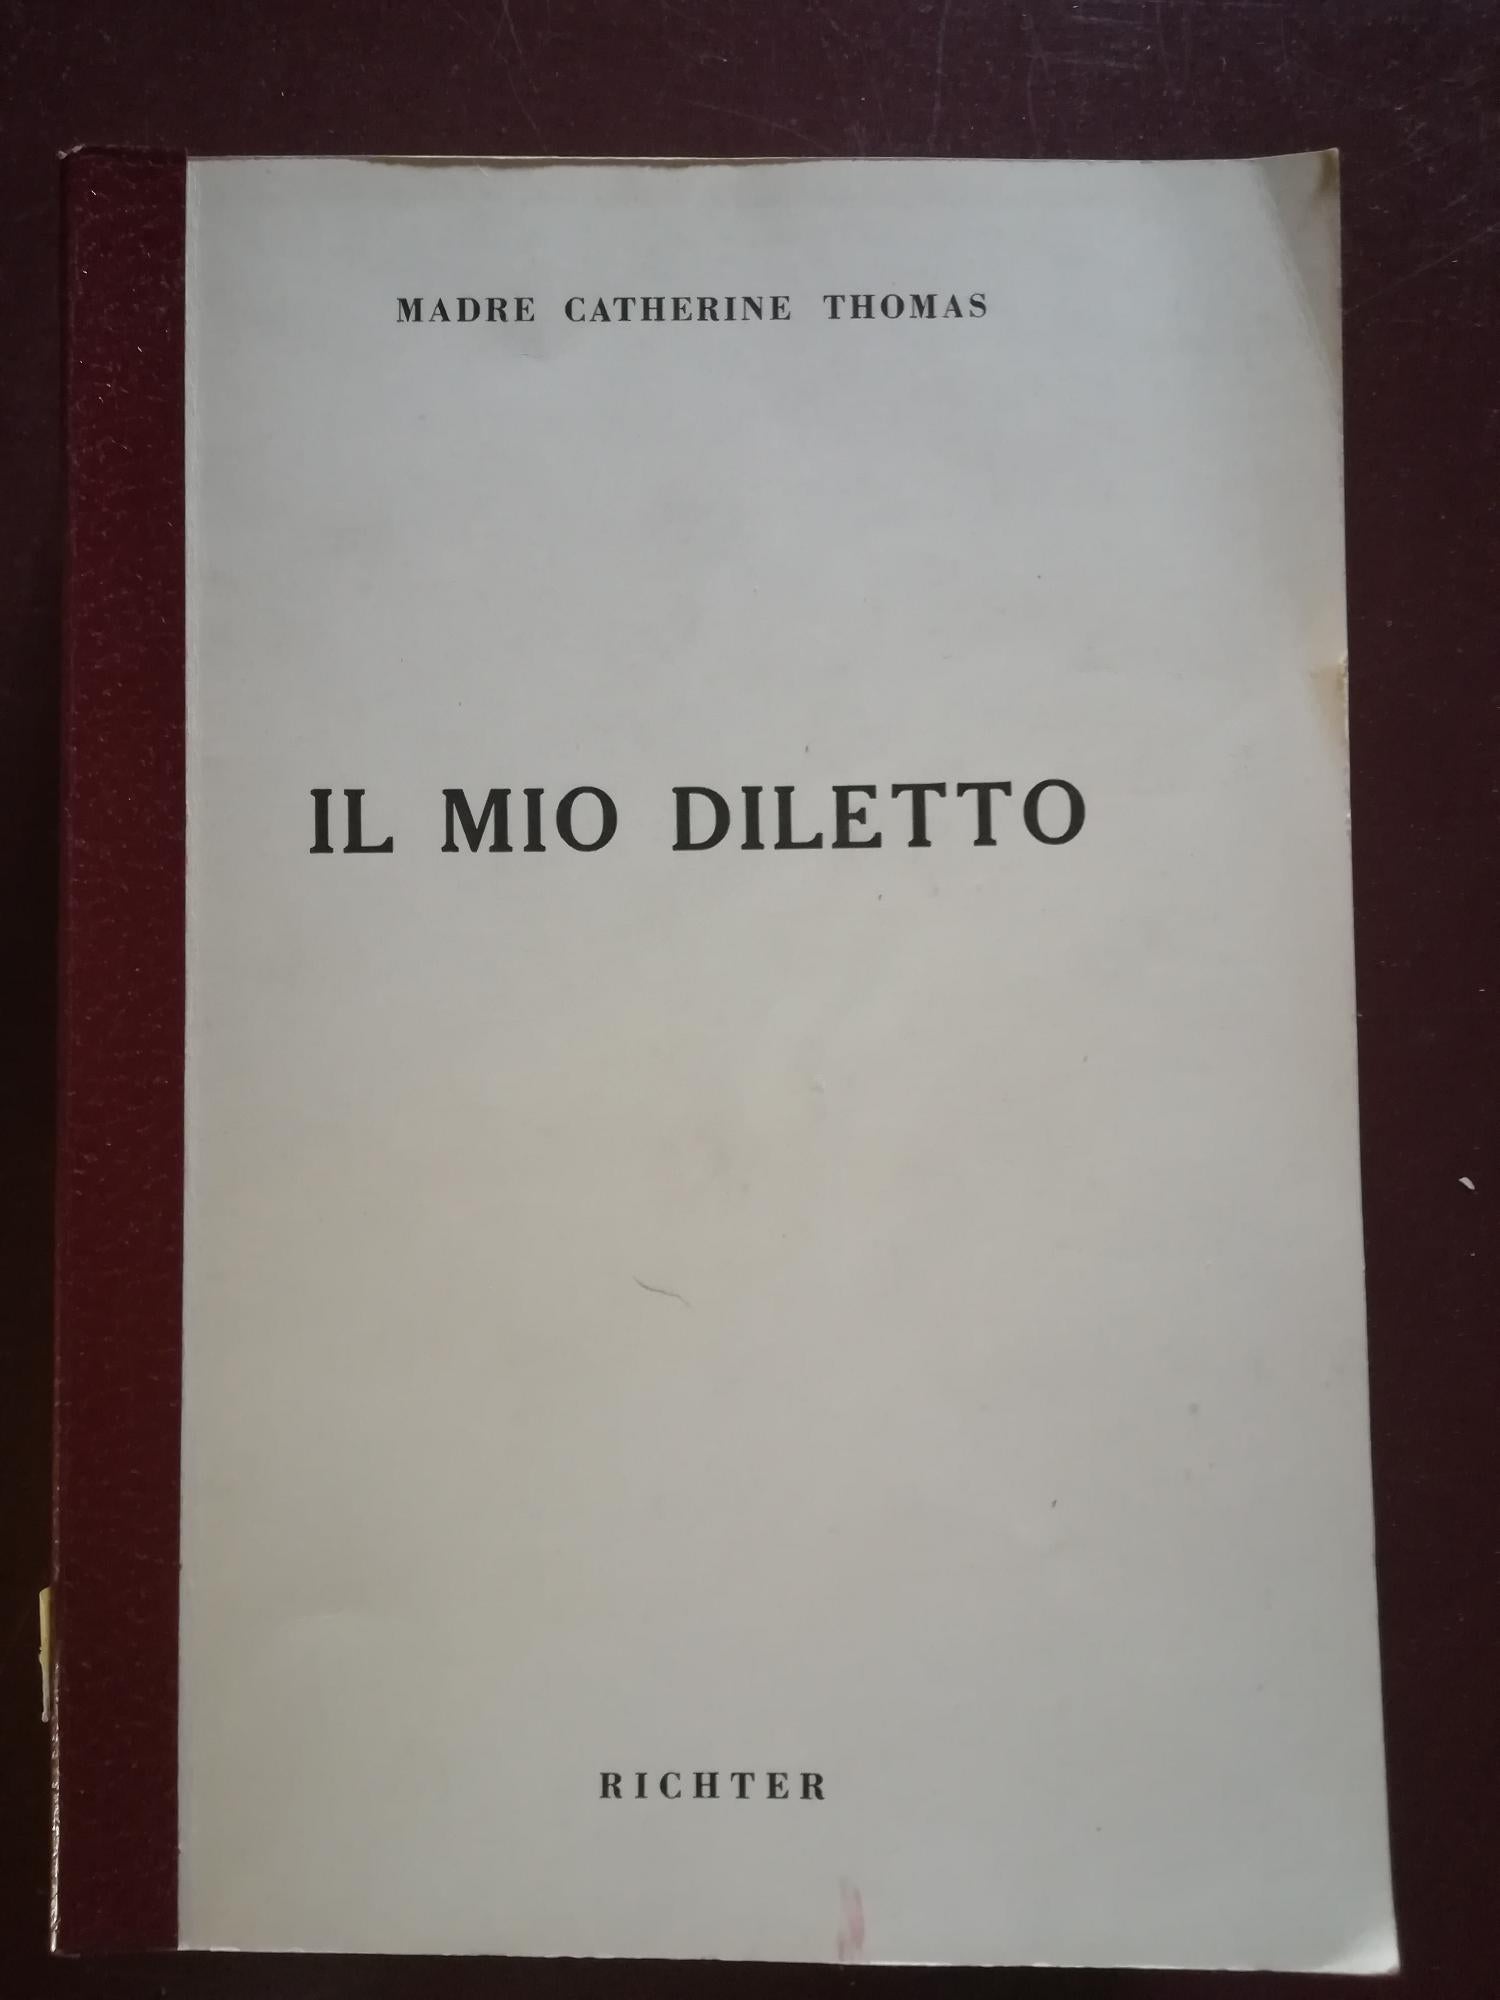 MADRE CATHERINE THOMAS
IL MIO DILETTO
RICHTER